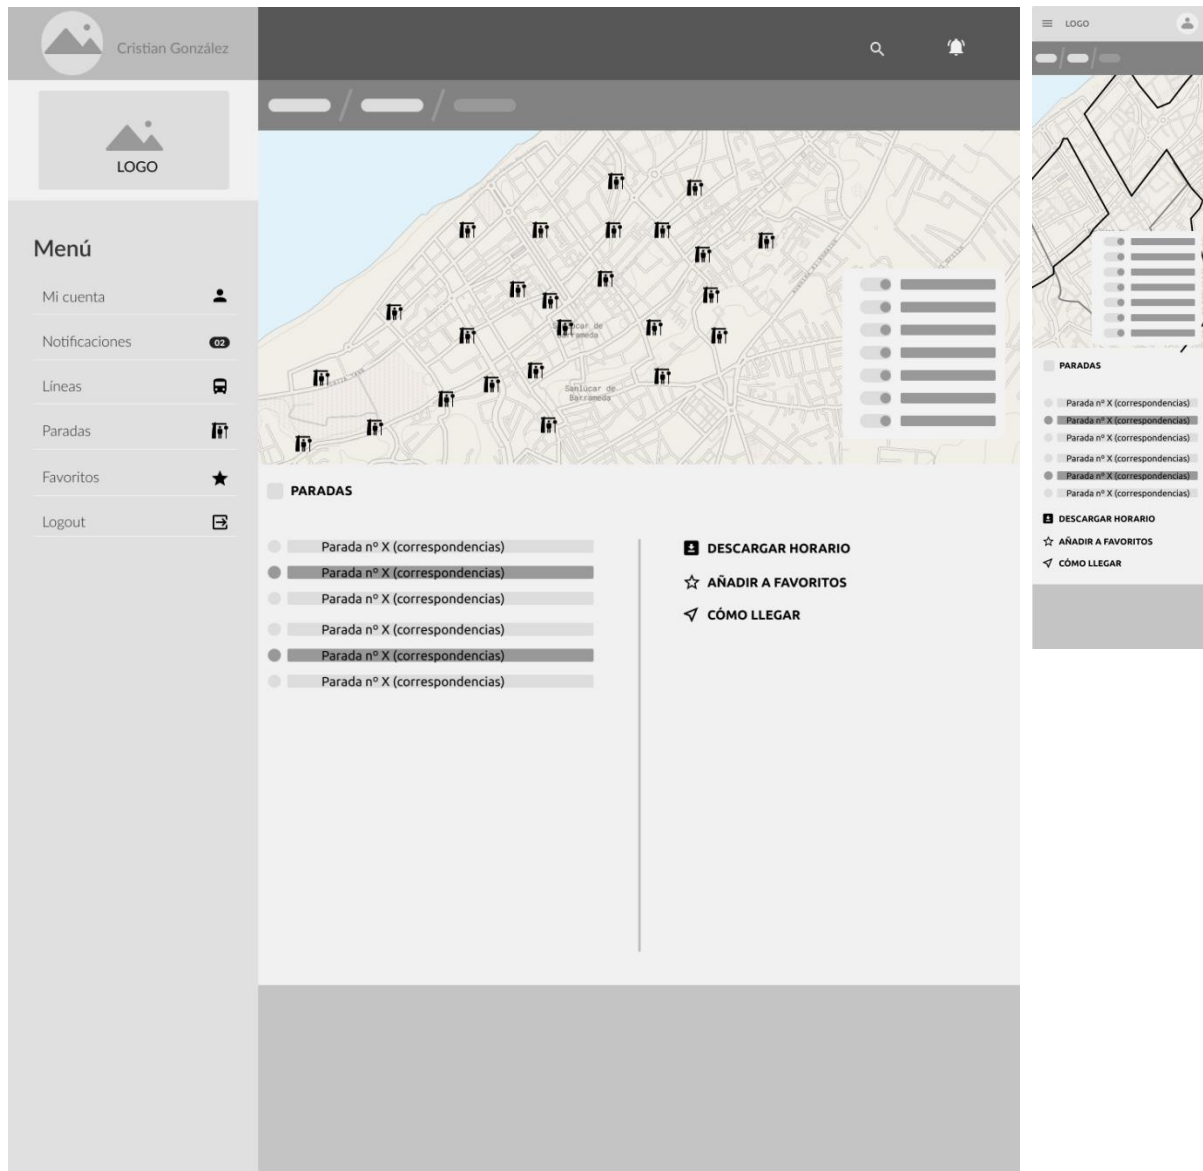 Cristian González
LOGO
Menú
Mi cuenta
Notificaciones
02
Líneas
Paradas
Favoritos
Logout
Sanlucar de
Barrameda
PARADAS
Parada nº X (correspondencias)
Parada nº X (correspondencias)
Parada nº X (correspondencias)
Parada nº X (correspondencias)
Parada nº X (correspondencias)
Parada nº X (correspondencias)
DESCARGAR HORARIO
AÑADIR A FAVORITOS
CÓMO LLEGAR
LOGO
PARADAS
Parada nº X (correspondencias)
Parada nº X (correspondencias)
Parada nº X (correspondencias)
Parada nº X (correspondencias)
Parada nº X (correspondencias)
Parada nº X (correspondencias)
DESCARGAR HORARIO
AÑADIR A FAVORITOS
CÓMO LLEGAR